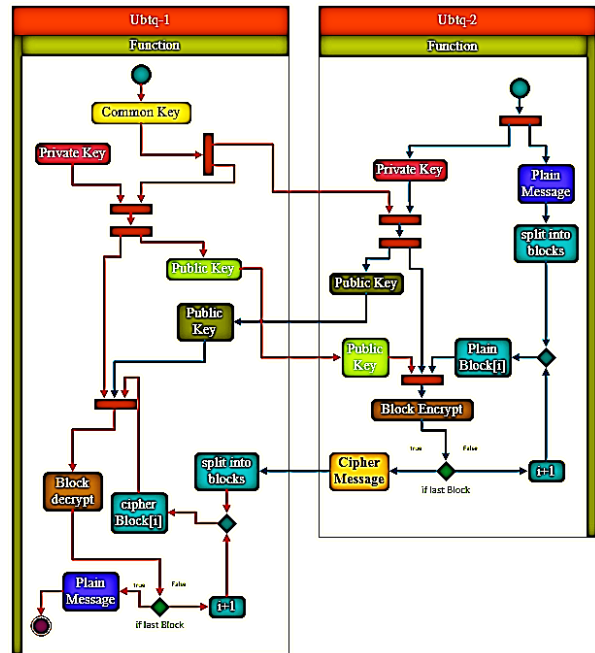 Ubtq-1
Function
Common Key
Private Key
Public Key
Public
Key
Block
decrypt
cipher
Block[i]
split into
blocks
Plain
Message
true
False
if last Block
i+1
Ubtq-2
Function
Private Key
Plain
Message
split into
blocks
Public Key
Public
Key
Plain
Block[i]
Block Encrypt
true
False
Cipher
Message
if last Block
i+1